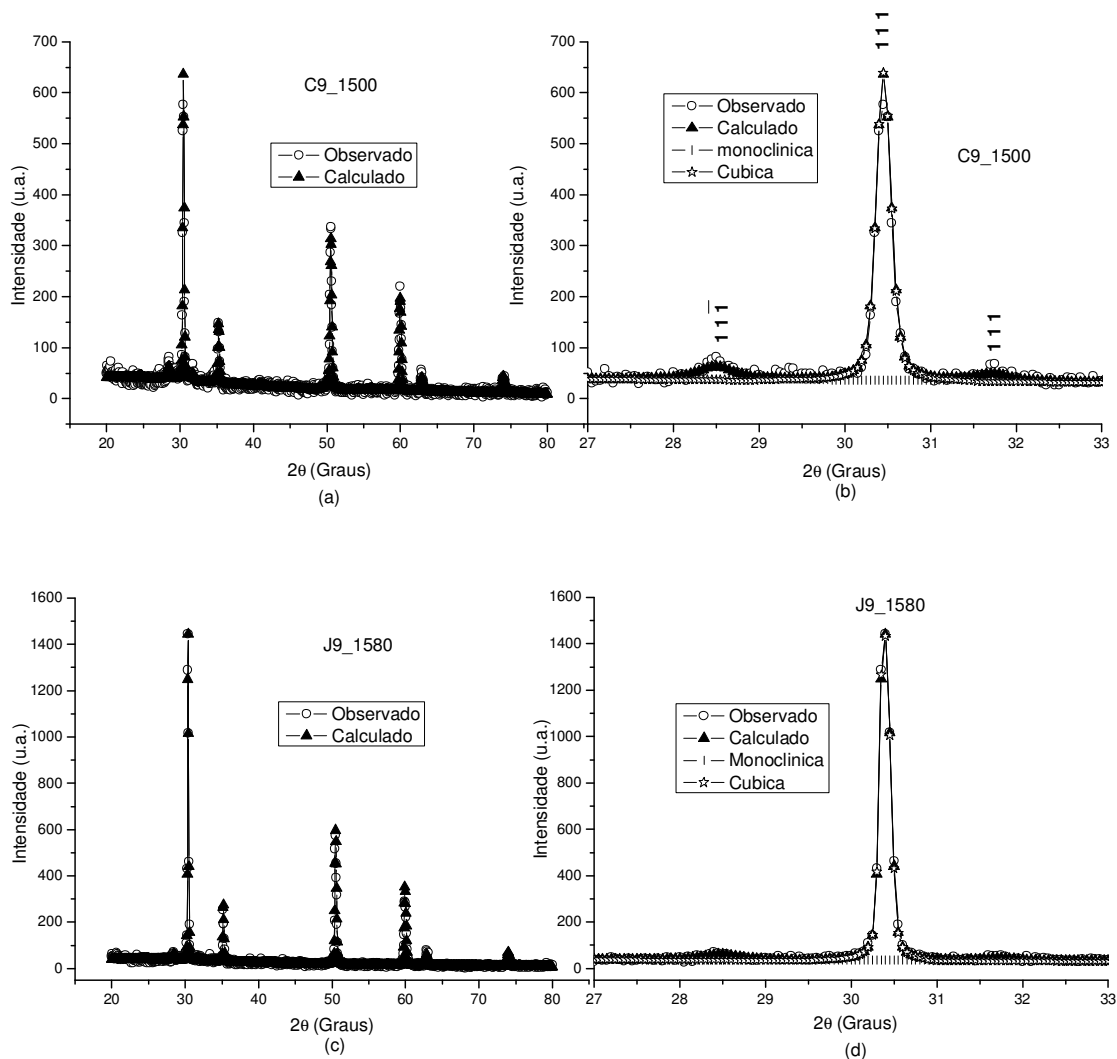 C9_1500
Observado
Calculado
Intensidade (u.a.)
700
600
500
400
300
200
100
0
20 30 40 50 60 70 80
2θ (Graus)
(a)
111
Observado
Calculado
monoclinica
Cubica
C9_1500
1̅11
111
Intensidade (u.a.)
700
600
500
400
300
200
100
0
27 28 29 30 31 32 33
2θ (Graus)
(b)
J9_1580
Observado
Calculado
Intensidade (u.a.)
1600
1400
1200
1000
800
600
400
200
0
20 30 40 50 60 70 80
2θ (Graus)
(c)
J9_1580
Observado
Calculado
Monoclinica
Cubica
Intensidade (u.a.)
1600
1400
1200
1000
800
600
400
200
0
27 28 29 30 31 32 33
2θ (Graus)
(d)